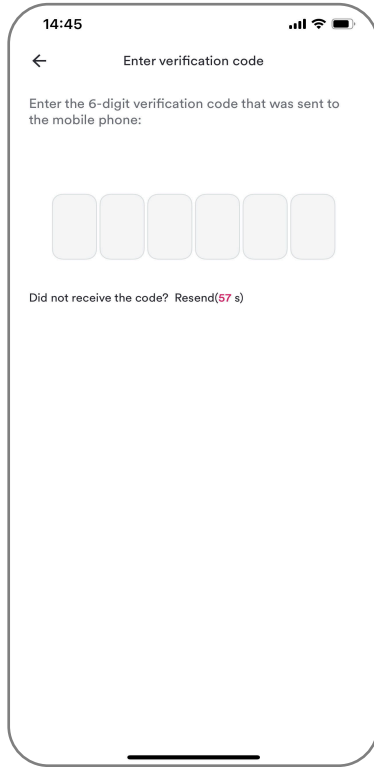 14:45
Enter verification code
Enter the 6-digit verification code that was sent to
the mobile phone:
Did not receive the code? Resend(57 s)